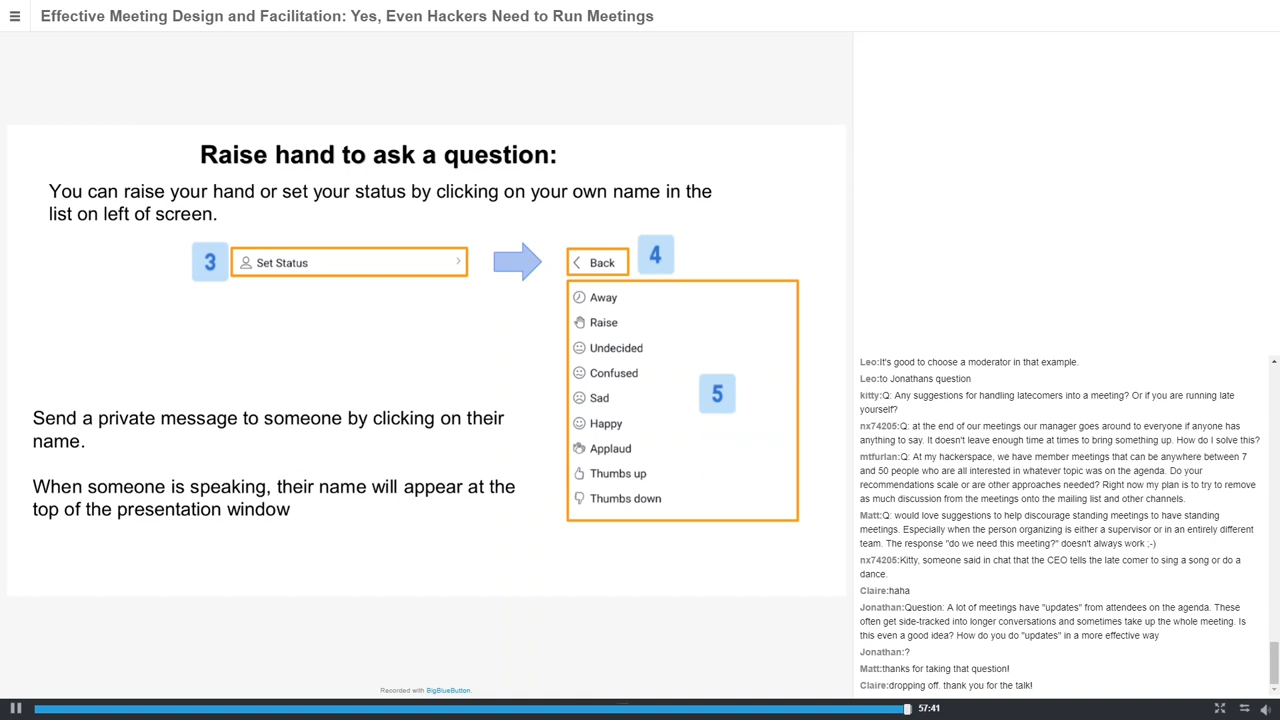 Effective Meeting Design and Facilitation: Yes, Even Hackers Need to Run Meetings
Raise hand to ask a question:
You can raise your hand or set your status by clicking on your own name in the
list on left of screen.
3
Set Status
4
Back
Away
Raise
Undecided
Confused
Sad
Happy
Applaud
Thumbs up
Thumbs down
5
Send a private message to someone by clicking on their
name.
When someone is speaking, their name will appear at the
top of the presentation window
Recorded with BigBlueButton.
Leo:It's good to choose a moderator in that example.
Leo:to Jonathans question
kitty:Q: Any suggestions for handling latecomers into a meeting? Or if you are running late
yourself?
nx74205:Q: at the end of our meetings our manager goes around to everyone if anyone has
anything to say. It doesn't leave enough time at times to bring something up. How do I solve this?
mtfurlan:Q: At my hackerspace, we have member meetings that can be anywhere between 7
and 50 people who are all interested in whatever topic was on the agenda. Do your
recommendations scale or are other approaches needed? Right now my plan is to try to remove
as much discussion from the meetings onto the mailing list and other channels.
Matt:Q: would love suggestions to help discourage standing meetings to have standing
meetings. Especially when the person organizing is either a supervisor or in an entirely different
team. The response "do we need this meeting?" doesn't always work ;-)
nx74205:Kitty, someone said in chat that the CEO tells the late comer to sing a song or do a
dance.
Claire:haha
Jonathan:Question: A lot of meetings have "updates" from attendees on the agenda. These
often get side-tracked into longer conversations and sometimes take up the whole meeting. Is
this even a good idea? How do you do "updates" in a more effective way
Jonathan:?
Matt:thanks for taking that question!
Claire:dropping off. thank you for the talk!
57:41